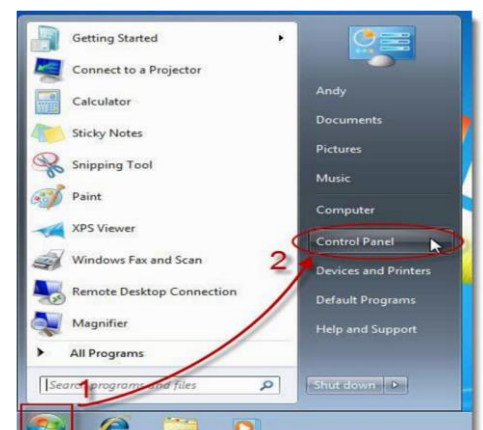 Getting Started
Connect to a Projector
Calculator
Sticky Notes
Snipping Tool
Paint
XPS Viewer
Windows Fax and Scan
Remote Desktop Connection
Magnifier
All Programs
Search programs and files
1
2
Andy
Documents
Pictures
Music
Computer
Control Panel
Devices and Printers
Default Programs
Help and Support
Shut down